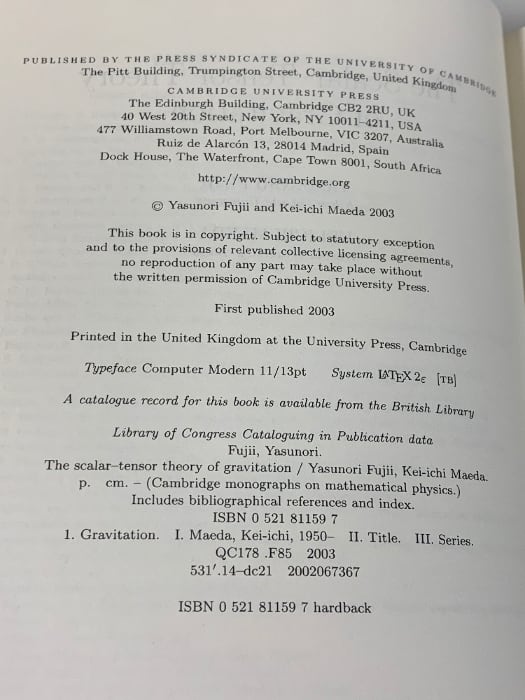 PUBLISHED BY THE PRESS SYNDICATE OF THE UNIVERSITY OF CAMBRIDGE
The Pitt Building, Trumpington Street, Cambridge, United Kingdom
CAMBRIDGE UNIVERSITY PRESS
The Edinburgh Building, Cambridge CB2 2RU, UK
40 West 20th Street, New York, NY 10011–4211, USA
477 Williamstown Road, Port Melbourne, VIC 3207, Australia
Ruiz de Alarcón 13, 28014 Madrid, Spain
Dock House, The Waterfront, Cape Town 8001, South Africa
http://www.cambridge.org
© Yasunori Fujii and Kei-ichi Maeda 2003
This book is in copyright. Subject to statutory exception
and to the provisions of relevant collective licensing agreements,
no reproduction of any part may take place without
the written permission of Cambridge University Press.
First published 2003
Printed in the United Kingdom at the University Press, Cambridge
Typeface Computer Modern 11/13pt System LATEX 2ε [TB]
A catalogue record for this book is available from the British Library
Library of Congress Cataloguing in Publication data
Fujii, Yasunori.
The scalar–tensor theory of gravitation / Yasunori Fujii, Kei-ichi Maeda.
p. cm. – (Cambridge monographs on mathematical physics.)
Includes bibliographical references and index.
ISBN 0 521 81159 7
1. Gravitation. I. Maeda, Kei-ichi, 1950– II. Title. III. Series.
QC178 .F85 2003
531′.14–dc21 2002067367
ISBN 0 521 81159 7 hardback